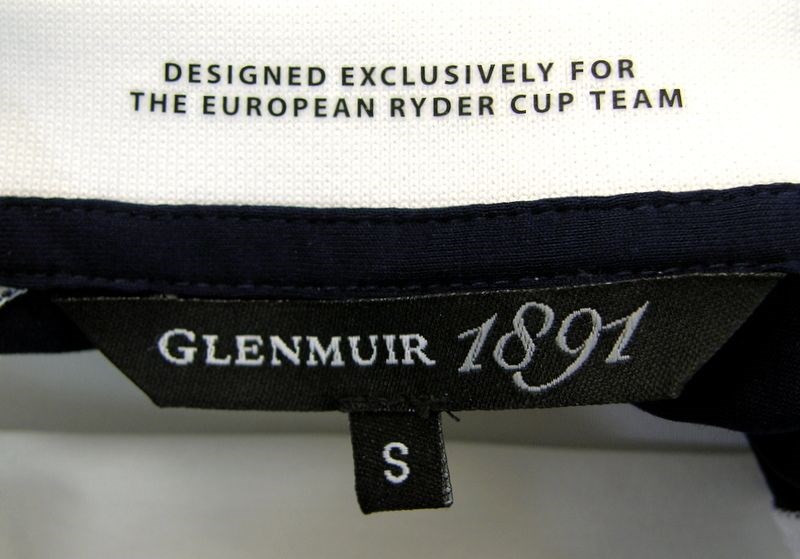 DESIGNED EXCLUSIVELY FOR
THE EUROPEAN RYDER CUP TEAM
GLENMUIR 1891
S